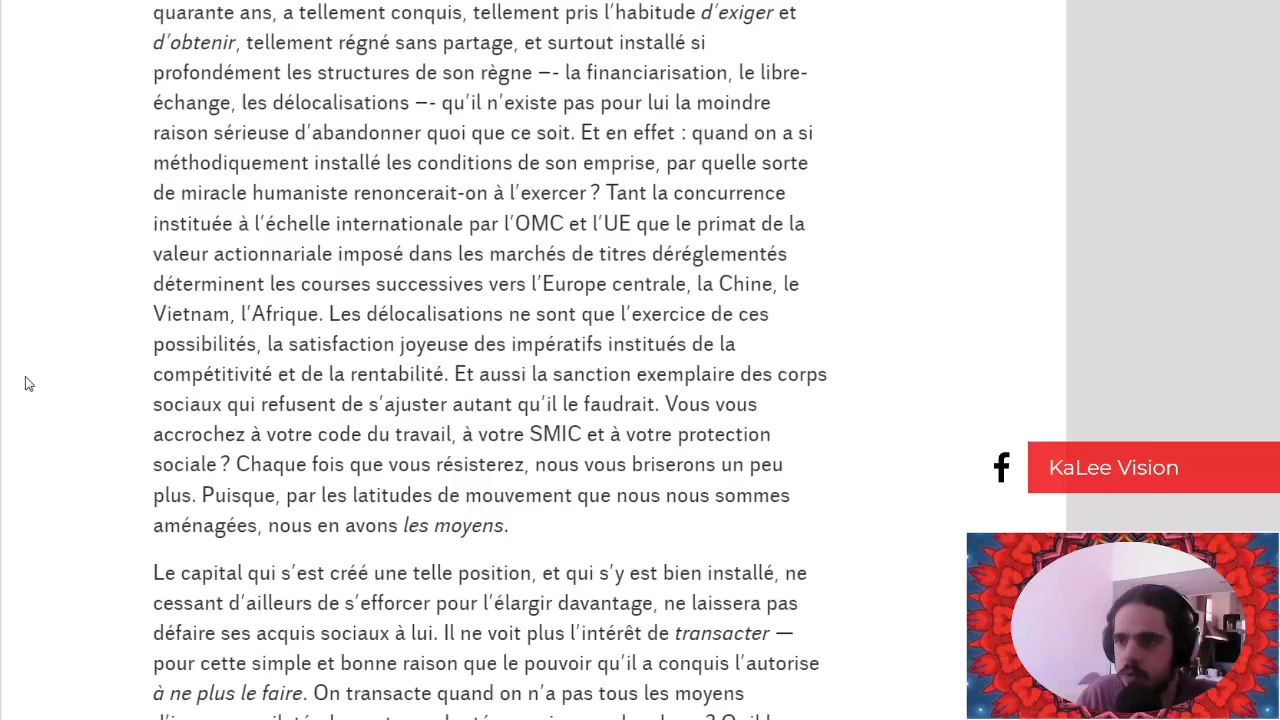 quarante ans, a tellement conquis, tellement pris l’habitude d’exiger et
d’obtenir, tellement régné sans partage, et surtout installé si
profondément les structures de son règne —- la financiarisation, le libre-
échange, les délocalisations —- qu’il n’existe pas pour lui la moindre
raison sérieuse d’abandonner quoi que ce soit. Et en effet : quand on a si
méthodiquement installé les conditions de son emprise, par quelle sorte
de miracle humaniste renoncerait-on à l’exercer ? Tant la concurrence
instituée à l’échelle internationale par l’OMC et l’UE que le primat de la
valeur actionnariale imposé dans les marchés de titres déréglementés
déterminent les courses successives vers l’Europe centrale, la Chine, le
Vietnam, l’Afrique. Les délocalisations ne sont que l’exercice de ces
possibilités, la satisfaction joyeuse des impératifs institués de la
compétitivité et de la rentabilité. Et aussi la sanction exemplaire des corps
sociaux qui refusent de s’ajuster autant qu’il le faudrait. Vous vous
accrochez à votre code du travail, à votre SMIC et à votre protection
sociale ? Chaque fois que vous résisterez, nous vous briserons un peu
plus. Puisque, par les latitudes de mouvement que nous nous sommes
aménagées, nous en avons les moyens.
Le capital qui s’est créé une telle position, et qui s’y est bien installé, ne
cessant d’ailleurs de s’efforcer pour l’élargir davantage, ne laissera pas
défaire ses acquis sociaux à lui. Il ne voit plus l’intérêt de transacter —
pour cette simple et bonne raison que le pouvoir qu’il a conquis l’autorise
à ne plus le faire. On transacte quand on n’a pas tous les moyens
KaLee Vision